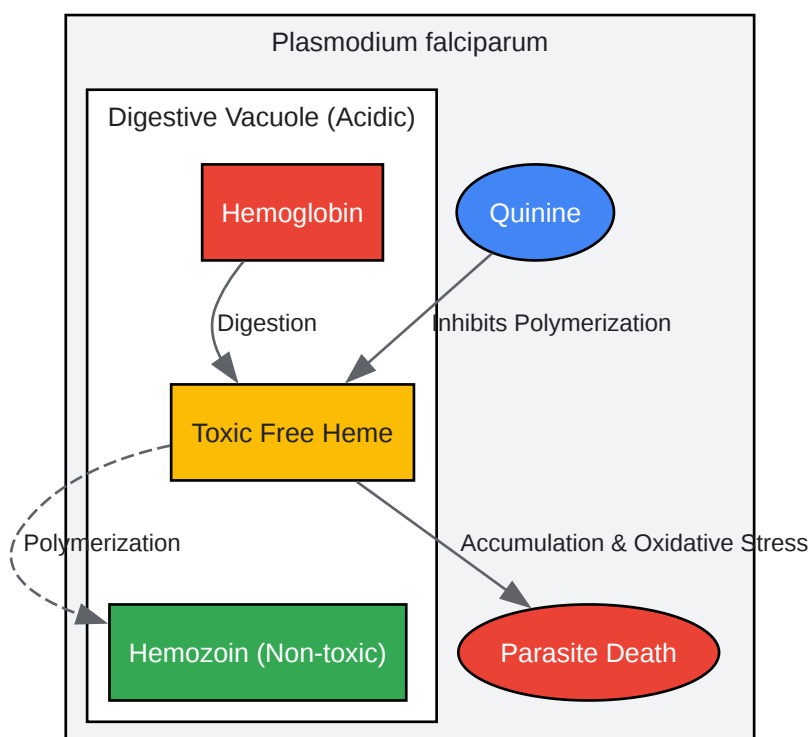 Plasmodium falciparum
Digestive Vacuole (Acidic)
Hemoglobin
Quinine
Digestion
Inhibits Polymerization
Toxic Free Heme
Polymerization
Accumulation & Oxidative Stress
Hemozoin (Non-toxic)
Parasite Death